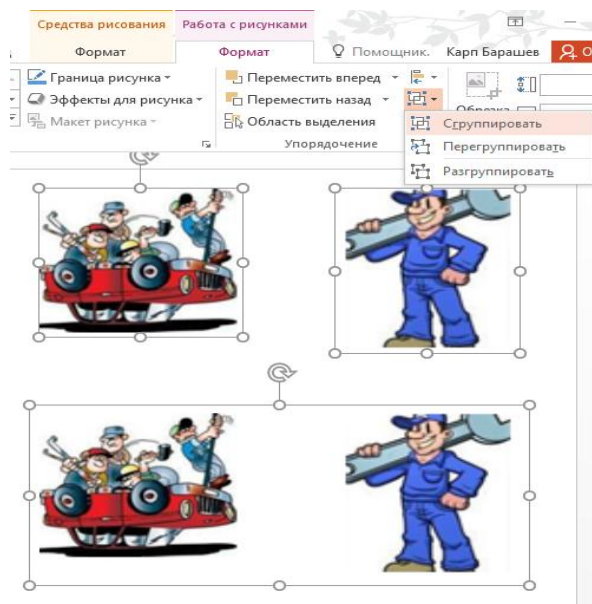 Средства рисования Работа с рисунками
Формат Формат Помощник. Карп Барашев
Граница рисунка Переместить вперед
Эффекты для рисунка Переместить назад
Макет рисунка Область выделения
Упорядочение
Сгруппировать
Перегруппировать
Разгруппировать